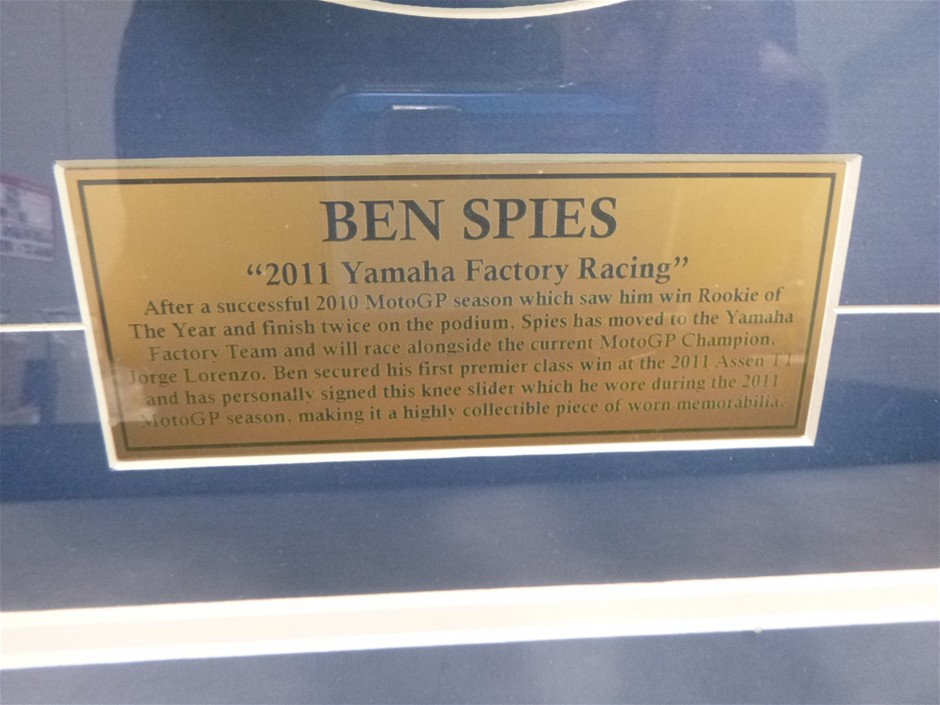 BEN SPIES
“2011 Yamaha Factory Racing”
After a successful 2010 MotoGP season which saw him win Rookie of
The Year and finish twice on the podium, Spies has moved to the Yamaha
Factory Team and will race alongside the current MotoGP Champion,
Jorge Lorenzo. Ben secured his first premier class win at the 2011 Assen TT
and has personally signed this knee slider which he wore during the 2011
MotoGP season, making it a highly collectible piece of worn memorabilia.